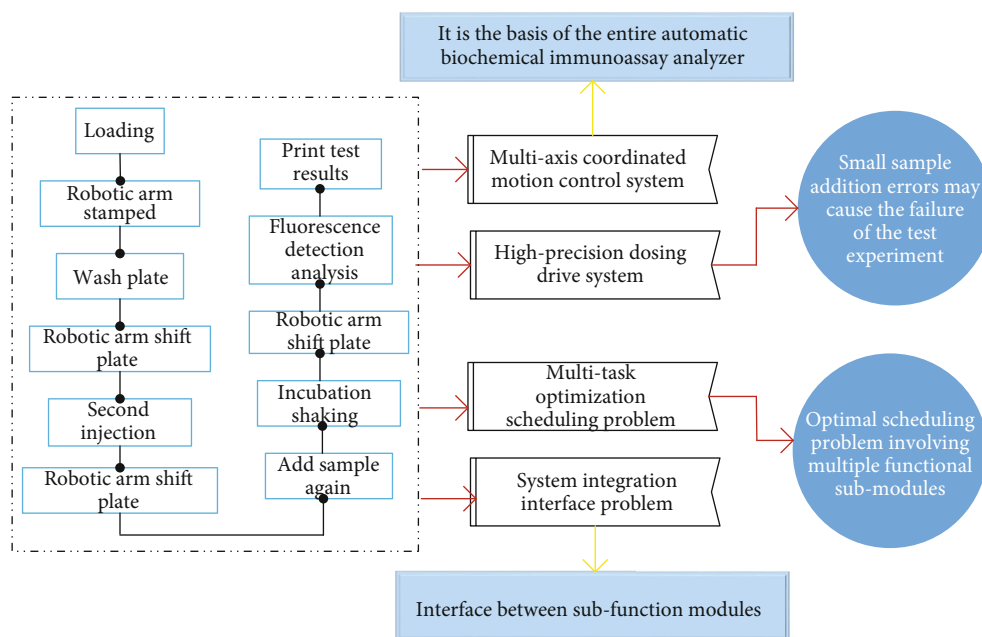 It is the basis of the entire automatic
biochemical immunoassay analyzer
Loading
Robotic arm
stamped
Wash plate
Robotic arm shift
plate
Second
injection
Robotic arm shift
plate
Print test
results
Fluorescence
detection
analysis
Robotic arm
shift plate
Incubation
shaking
Add sample
again
Multi-axis coordinated
motion control system
High-precision dosing
drive system
Multi-task
optimization
scheduling problem
System integration
interface problem
Small sample
addition errors may
cause the failure
of the test
experiment
Optimal scheduling
problem involving
multiple functional
sub-modules
Interface between sub-function modules